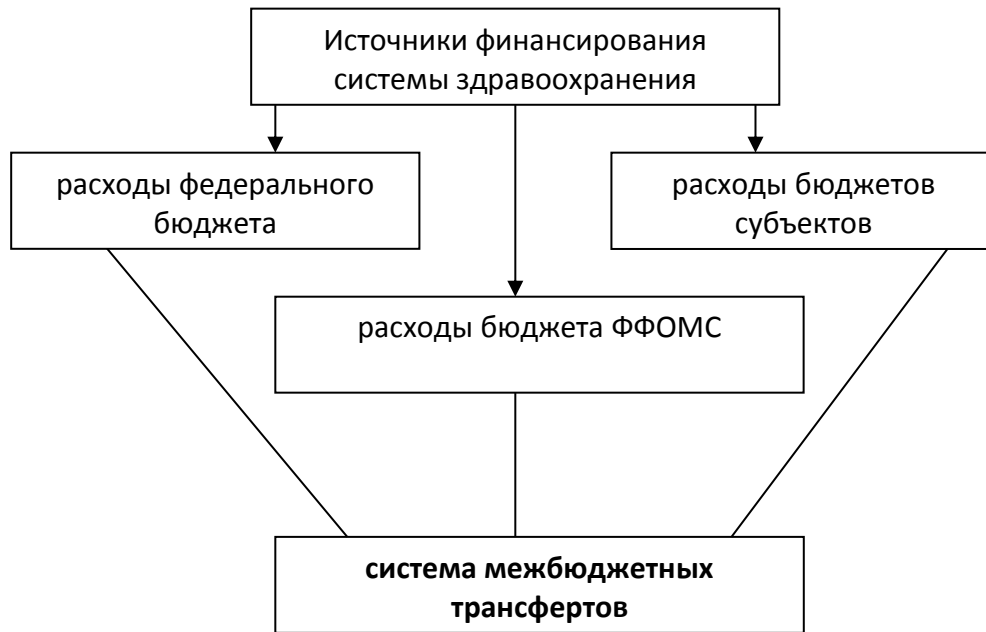 Источники финансирования
системы здравоохранения
расходы федерального
бюджета
расходы бюджетов
субъектов
расходы бюджета ФФОМС
система межбюджетных
трансфертов